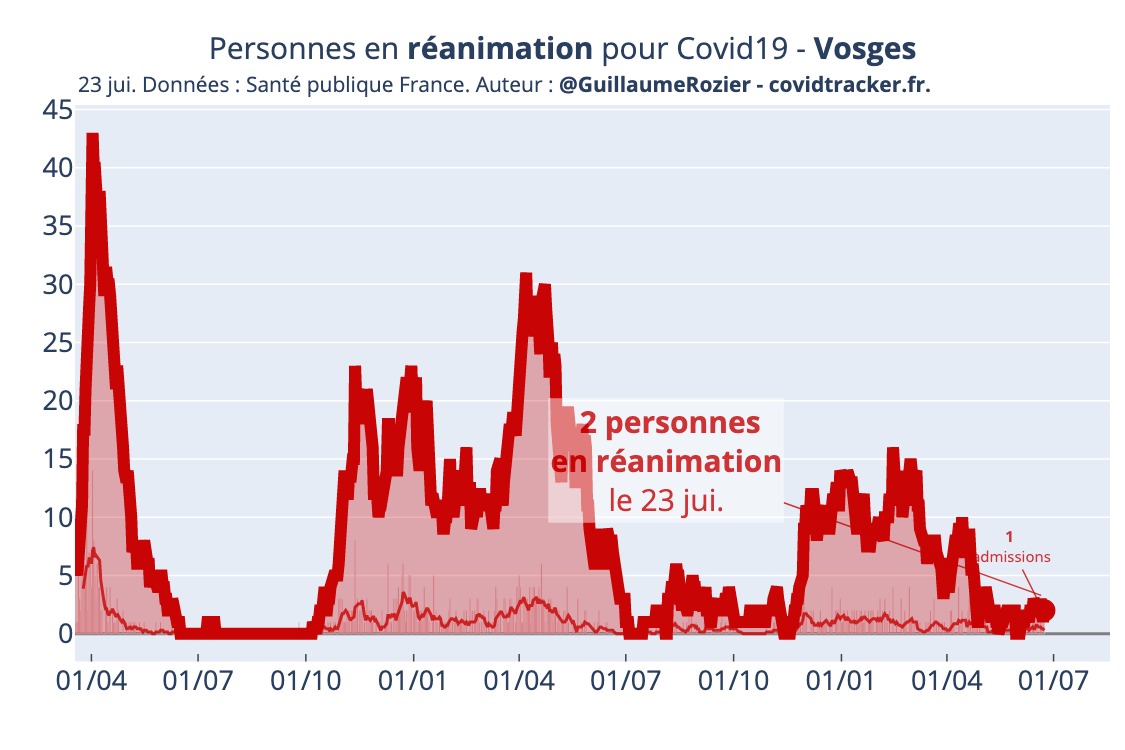 Personnes en réanimation pour Covid19 - Vosges
23 jui. Données : Santé publique France. Auteur : @GuillaumeRozier - covidtracker.fr.
45
40
35
30
25
20
15
10
5
0
2 personnes
en réanimation
le 23 jui.
1
admissions
01/04 01/07 01/10 01/01 01/04 01/07 01/10 01/01 01/04 01/07